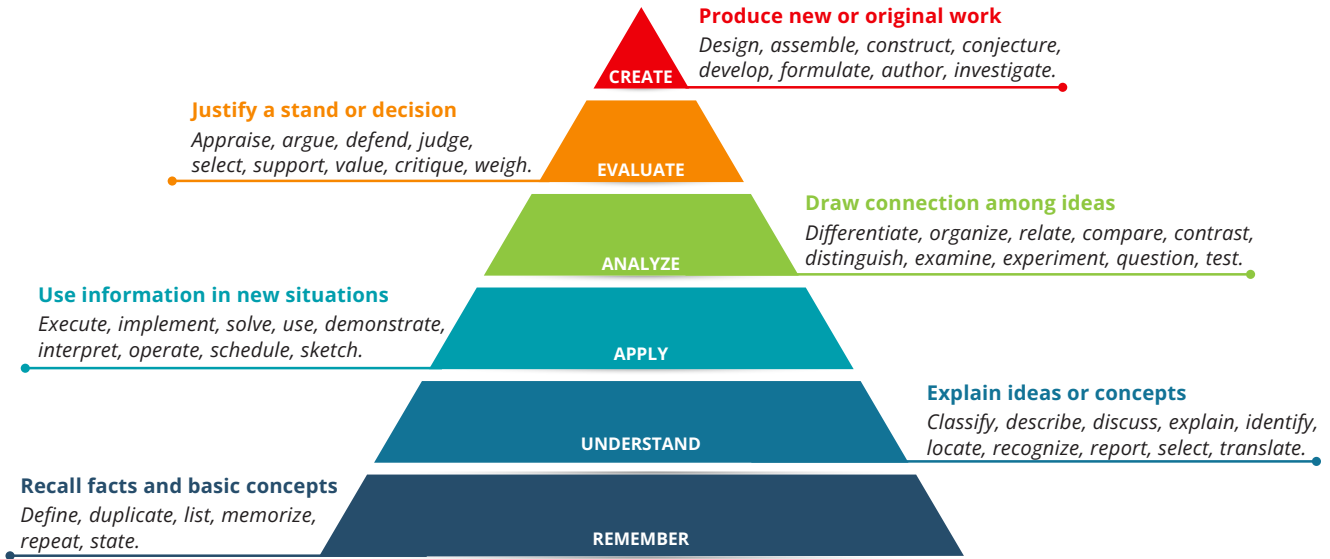 Produce new or original work
Design, assemble, construct, conjecture,
develop, formulate, author, investigate.
CREATE
Justify a stand or decision
Appraise, argue, defend, judge,
select, support, value, critique, weigh.
EVALUATE
Draw connection among ideas
Differentiate, organize, relate, compare, contrast,
distinguish, examine, experiment, question, test.
ANALYZE
Use information in new situations
Execute, implement, solve, use, demonstrate,
interpret, operate, schedule, sketch.
APPLY
Explain ideas or concepts
Classify, describe, discuss, explain, identify,
locate, recognize, report, select, translate.
UNDERSTAND
Recall facts and basic concepts
Define, duplicate, list, memorize,
repeat, state.
REMEMBER